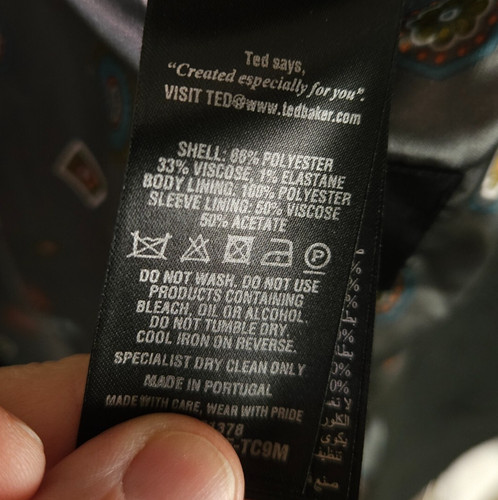 Ted says,
"Created especially for you".
VISIT TED@www.tedbaker.com
SHELL: 66% POLYESTER
33% VISCOSE, 1% ELASTANE
BODY LINING: 100% POLYESTER
SLEEVE LINING: 50% VISCOSE
50% ACETATE
P
DO NOT WASH, DO NOT USE
PRODUCTS CONTAINING
BLEACH, OIL OR ALCOHOL.
DO NOT TUMBLE DRY.
COOL IRON ON REVERSE.
SPECIALIST DRY CLEAN ONLY
MADE IN PORTUGAL
MADE WITH CARE, WEAR WITH PRIDE
1378
-TC9M